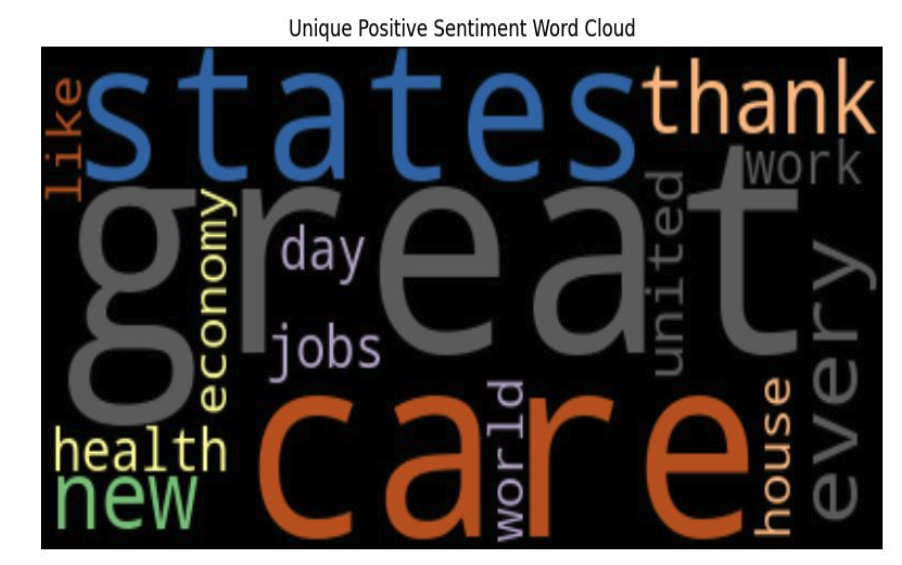 Unique Positive Sentiment Word Cloud
like
states
thank
work
great
economy
day
united
every
jobs
health
new
care
world
house